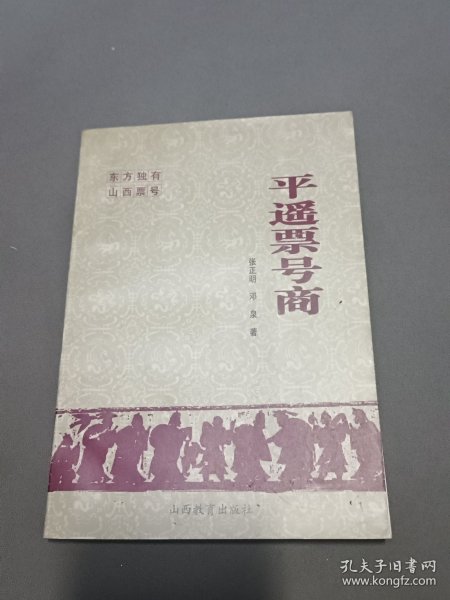 东方独有
山西票号
平遥票号商
张正明 邓泉 著
山西教育出版社
孔夫子旧书网
www.kongfz.com